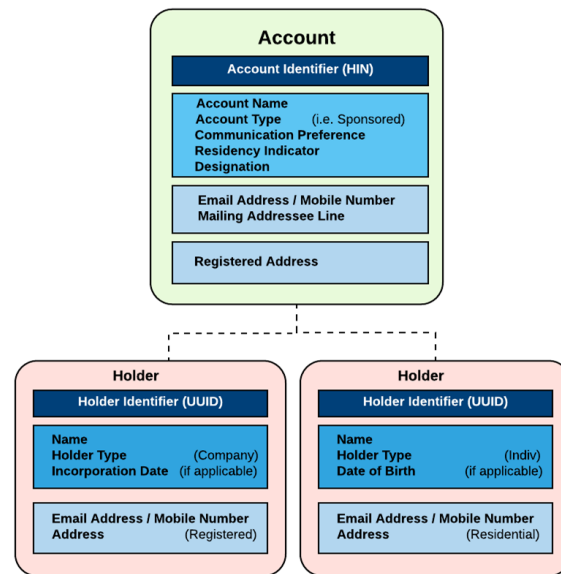 Account
Account Identifier (HIN)
Account Name
Account Type (i.e. Sponsored)
Communication Preference
Residency Indicator
Designation
Email Address / Mobile Number
Mailing Addressee Line
Registered Address
Holder
Holder Identifier (UUID)
Name
Holder Type (Company)
Incorporation Date (if applicable)
Email Address / Mobile Number
Address (Registered)
Holder
Holder Identifier (UUID)
Name
Holder Type (Indiv)
Date of Birth (if applicable)
Email Address / Mobile Number
Address (Residential)